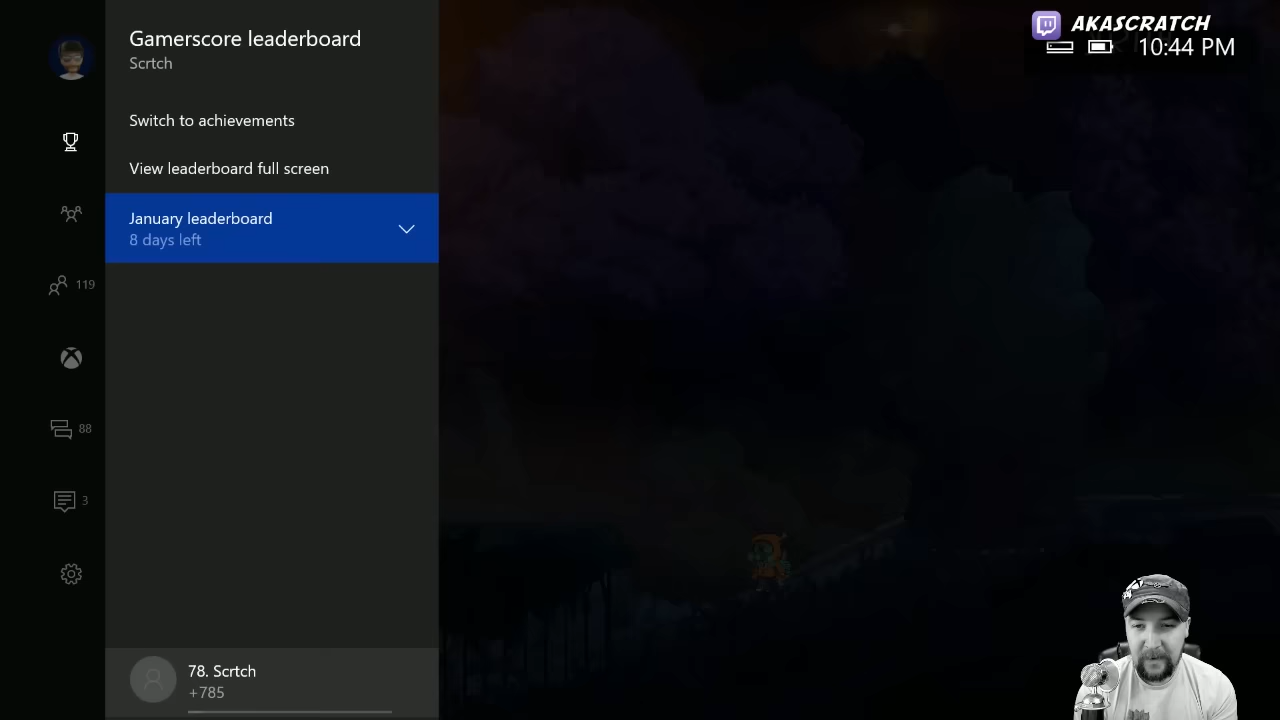 Gamerscore leaderboard
Scrtch
Switch to achievements
View leaderboard full screen
January leaderboard
8 days left
119
88
3
78. Scrtch
+785
AKASCRATCH
10:44 PM